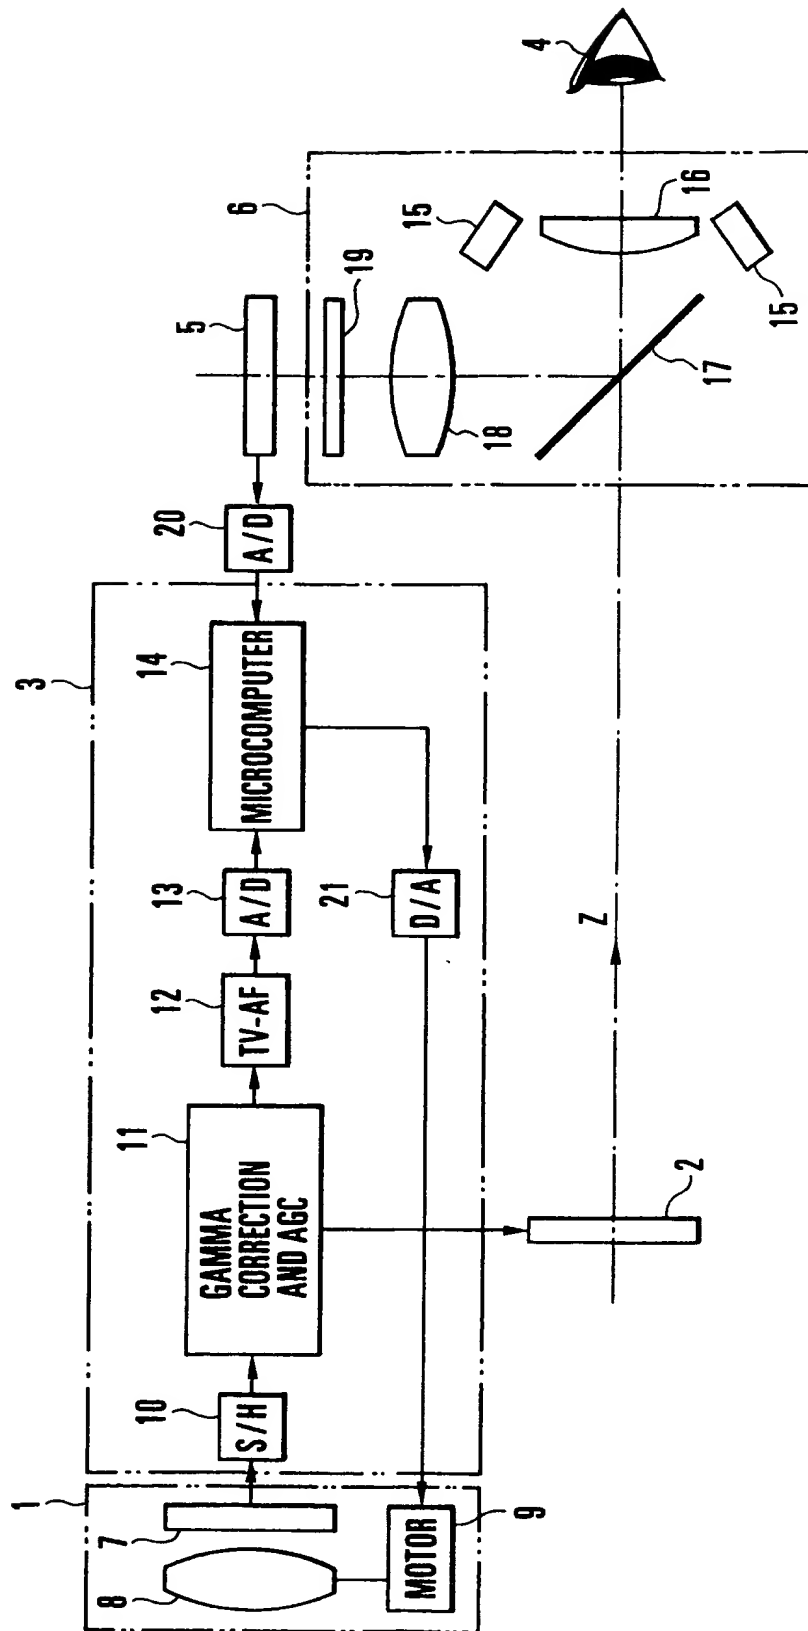 1
7
8
MOTOR
9
3
10
S/H
11
GAMMA
CORRECTION
AND AGC
12
TV-AF
13
A/D
14
MICROCOMPUTER
21
D/A
20
A/D
5
2
Z
6
19
18
17
15
16
15
4